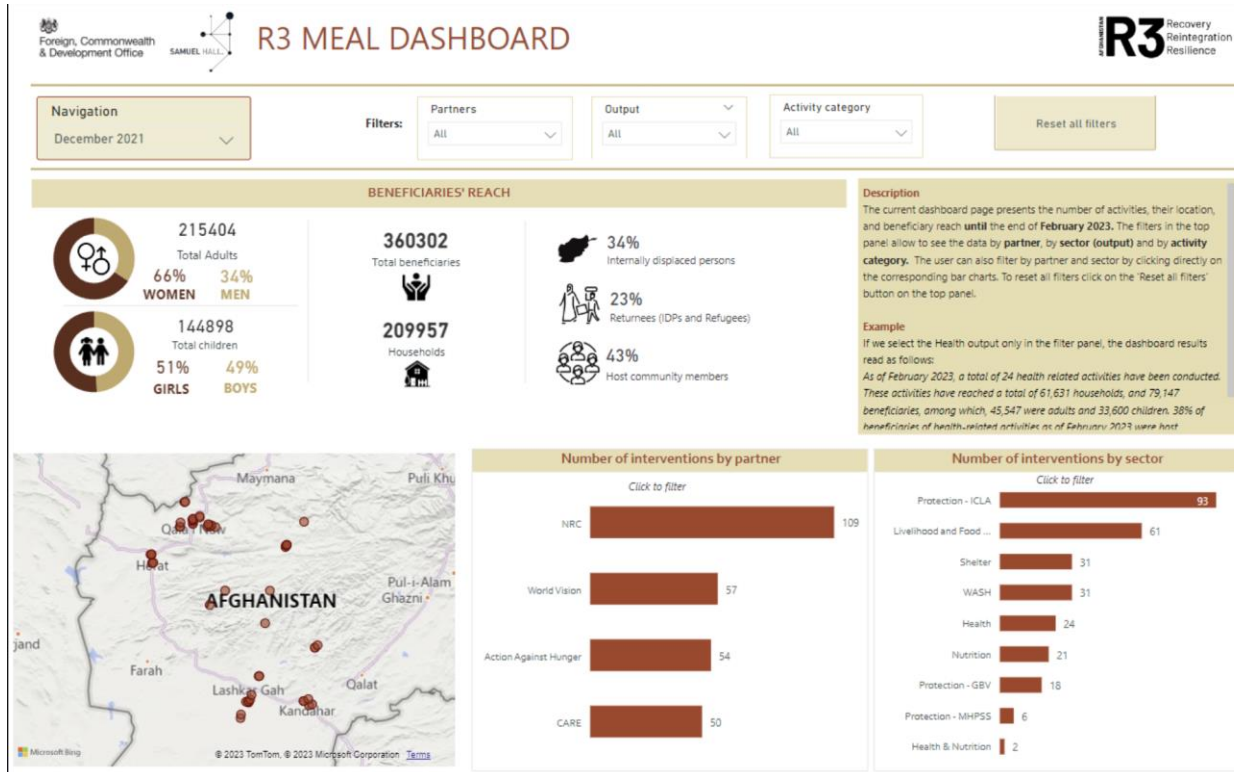 Foreign, Commonwealth
& Development Office
SAMUEL HALL.
R3 MEAL DASHBOARD
AFGHANISTAN
R3
Recovery
Reintegration
Resilience
Navigation
December 2021
Filters:
Partners
All
Output
All
Activity category
All
Reset all filters
BENEFICIARIES' REACH
215404
Total Adults
66%
WOMEN
34%
MEN
144898
Total children
51%
GIRLS
49%
BOYS
360302
Total beneficiaries
209957
Households
34%
Internally displaced persons
23%
Returnees (IDPs and Refugees)
43%
Host community members
Description
The current dashboard page presents the number of activities, their location,
and beneficiary reach until the end of February 2023. The filters in the top
panel allow to see the data by partner, by sector (output) and by activity
category. The user can also filter by partner and sector by clicking directly on
the corresponding bar charts. To reset all filters click on the 'Reset all filters'
button on the top panel.
Example
If we select the Health output only in the filter panel, the dashboard results
read as follows:
As of February 2023, a total of 24 health related activities have been conducted.
These activities have reached a total of 61,631 households, and 79,147
beneficiaries, among which, 45,547 were adults and 33,600 children. 38% of
beneficiaries of health-related activities as of February 2023 were host
Maymana
Puli Khu
Qala i Naw
Herat
AFGHANISTAN
Pul-i-Alam
Ghazni
jand
Farah
Lashkar Gah
Qalat
Kandahar
Microsoft Bing
© 2023 TomTom, © 2023 Microsoft Corporation Terms
Number of interventions by partner
Click to filter
NRC 109
World Vision 57
Action Against Hunger 54
CARE 50
Number of interventions by sector
Click to filter
Protection - ICLA 93
Livelihood and Food ... 61
Shelter 31
WASH 31
Health 24
Nutrition 21
Protection - GBV 18
Protection - MHPSS 6
Health & Nutrition 2